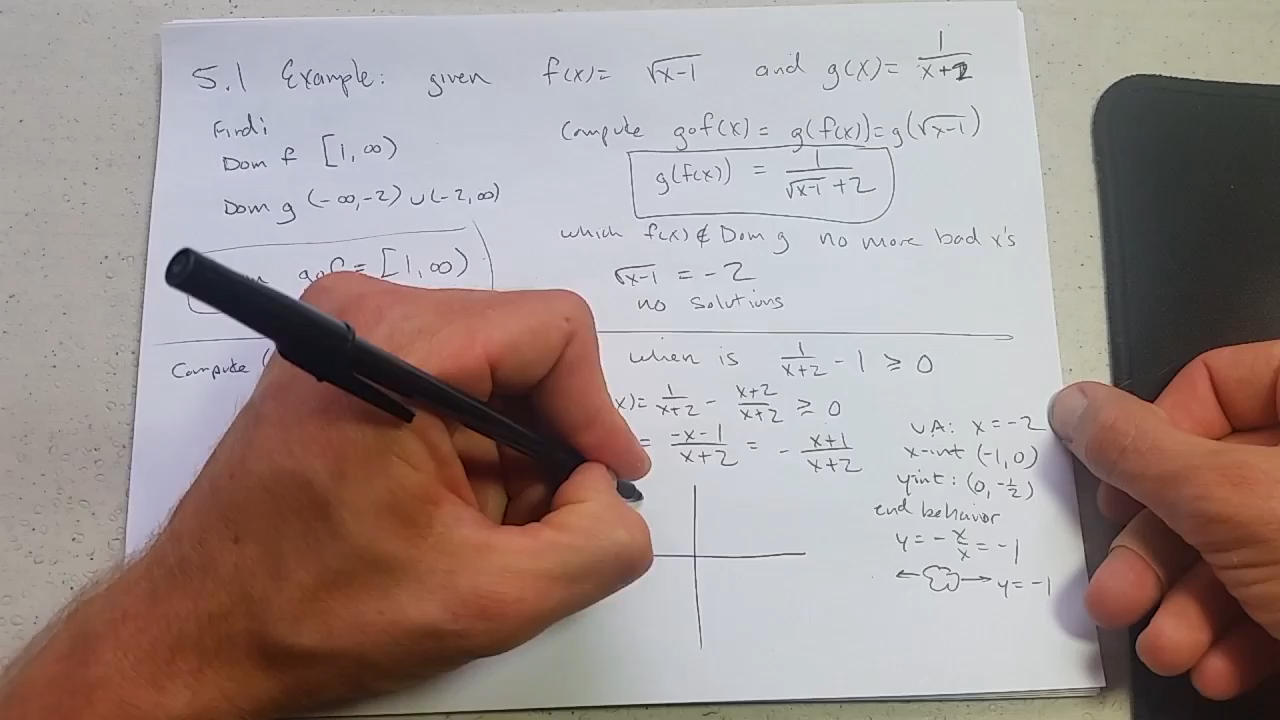 5.1 Example: given f(x) = √x-1 and g(x) = 1/x+2
Find:
Dom f [1, ∞)
Dom g (-∞,-2) ∪ (-2, ∞)
gof = [1, ∞)
Compute gof(x) = g(f(x)) = g(√x-1)
g(f(x)) = 1/√x-1 +2
which f(x) ∉ Dom g no more bad x's
√x-1 = -2
no solutions
Compute (
when is 1/x+2 - 1 ≥ 0
x) = 1/x+2 - x+2/x+2 ≥ 0
= -x-1/x+2 = - x+1/x+2
VA: x = -2
x-int (-1,0)
yint: (0, -1/2)
end behavior
y = - x/x = -1
← → y = -1